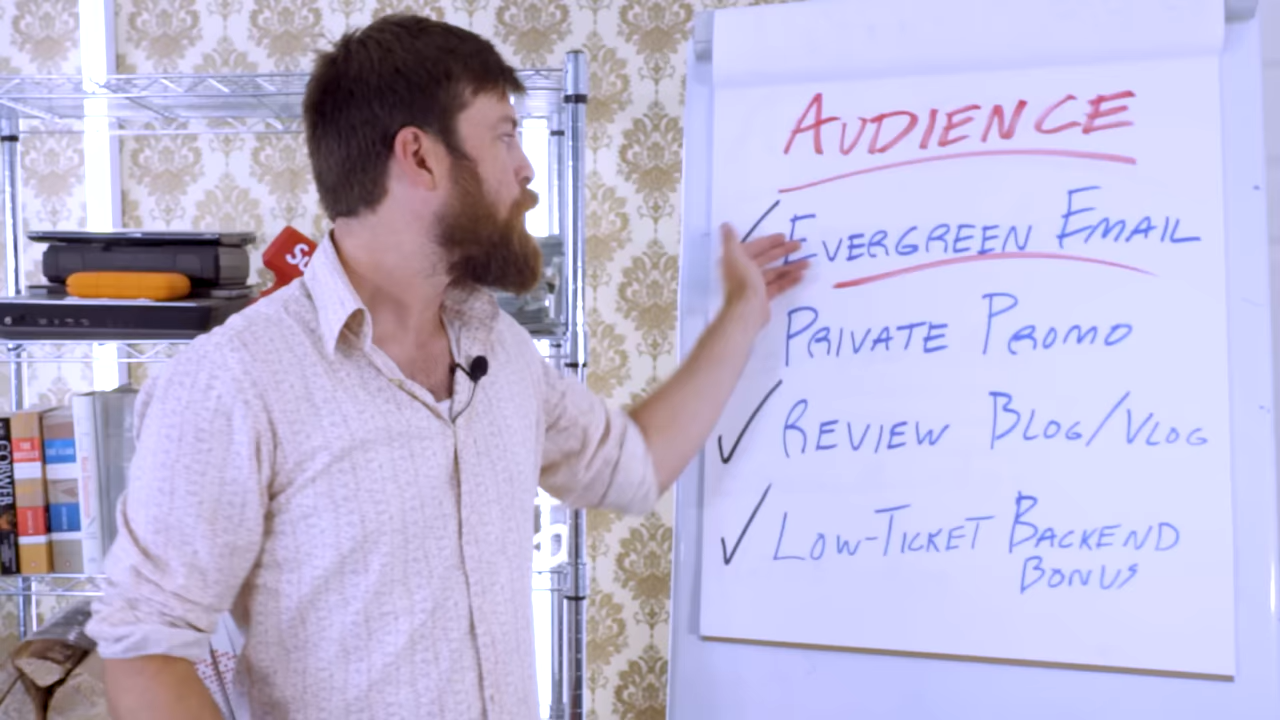 AUDIENCE
EVERGREEN EMAIL
PRIVATE PROMO
REVIEW BLOG/VLOG
LOW-TICKET BACKEND
BONUS